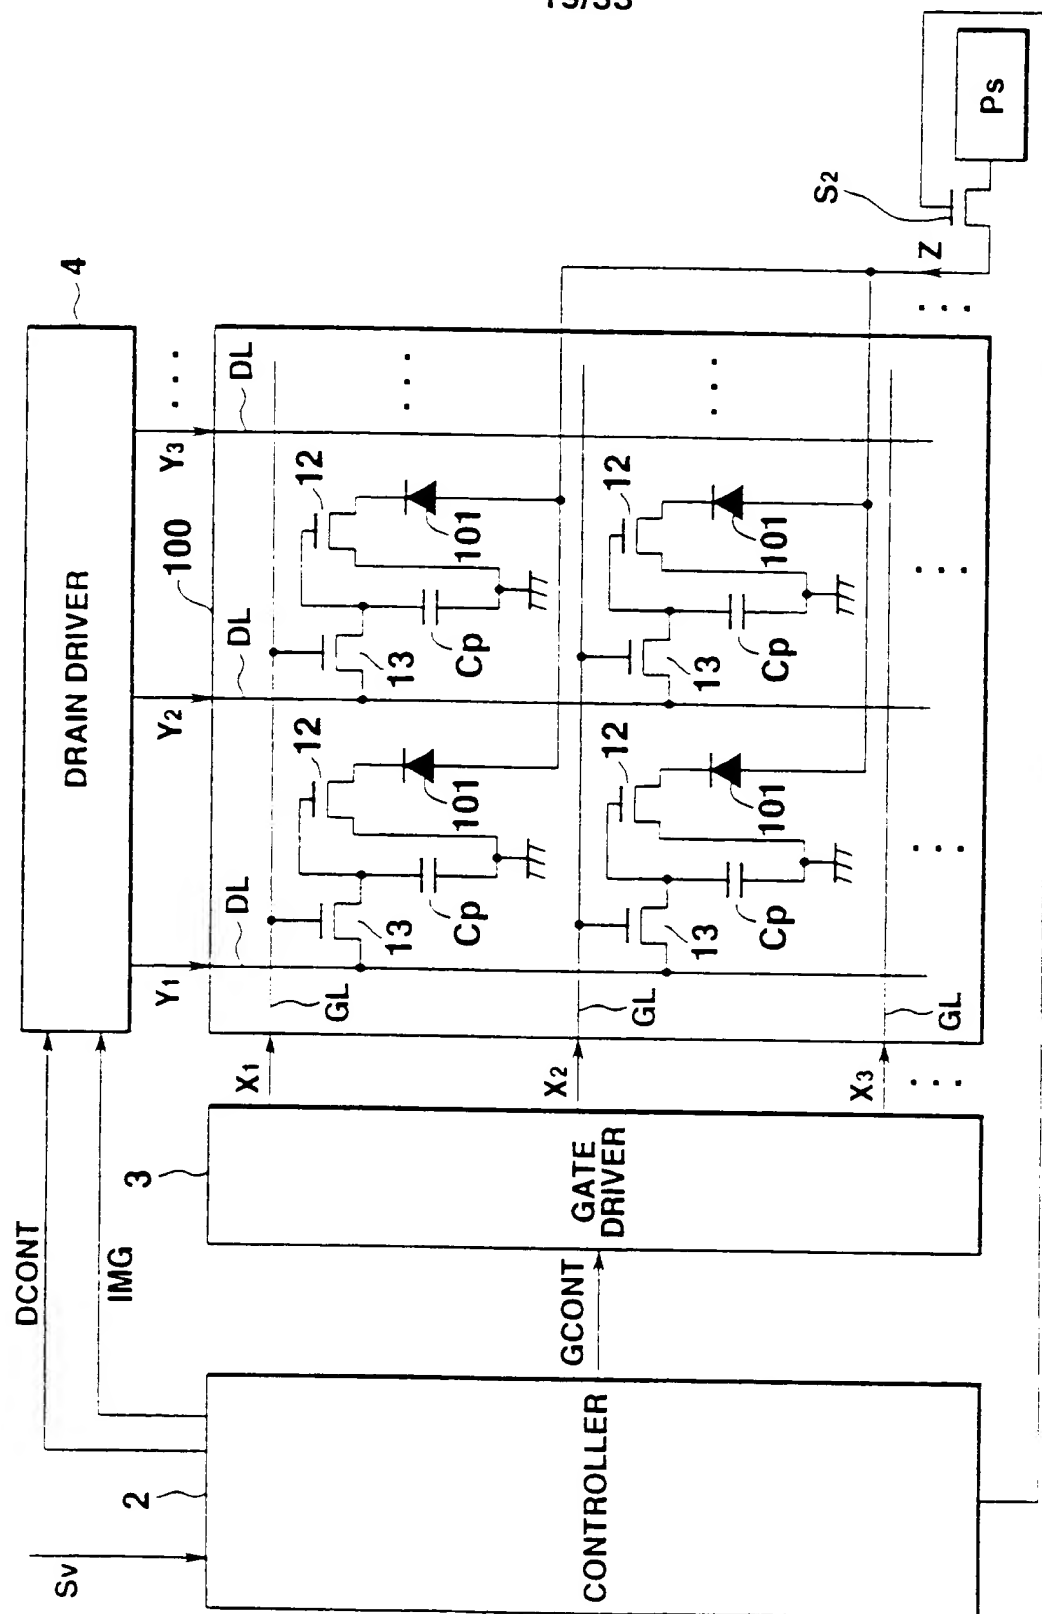 19/33
DCONT
IMG
Sv
2
CONTROLLER
GCONT
3
GATE
DRIVER
X1
X2
X3
. . .
DRAIN DRIVER
4
Y1
Y2
Y3
. . .
100
DL
DL
DL
GL
GL
GL
13
Cp
12
101
13
Cp
12
101
. . .
13
Cp
12
101
13
Cp
12
101
. . .
. . .
. . .
. . .
Z
S2
Ps